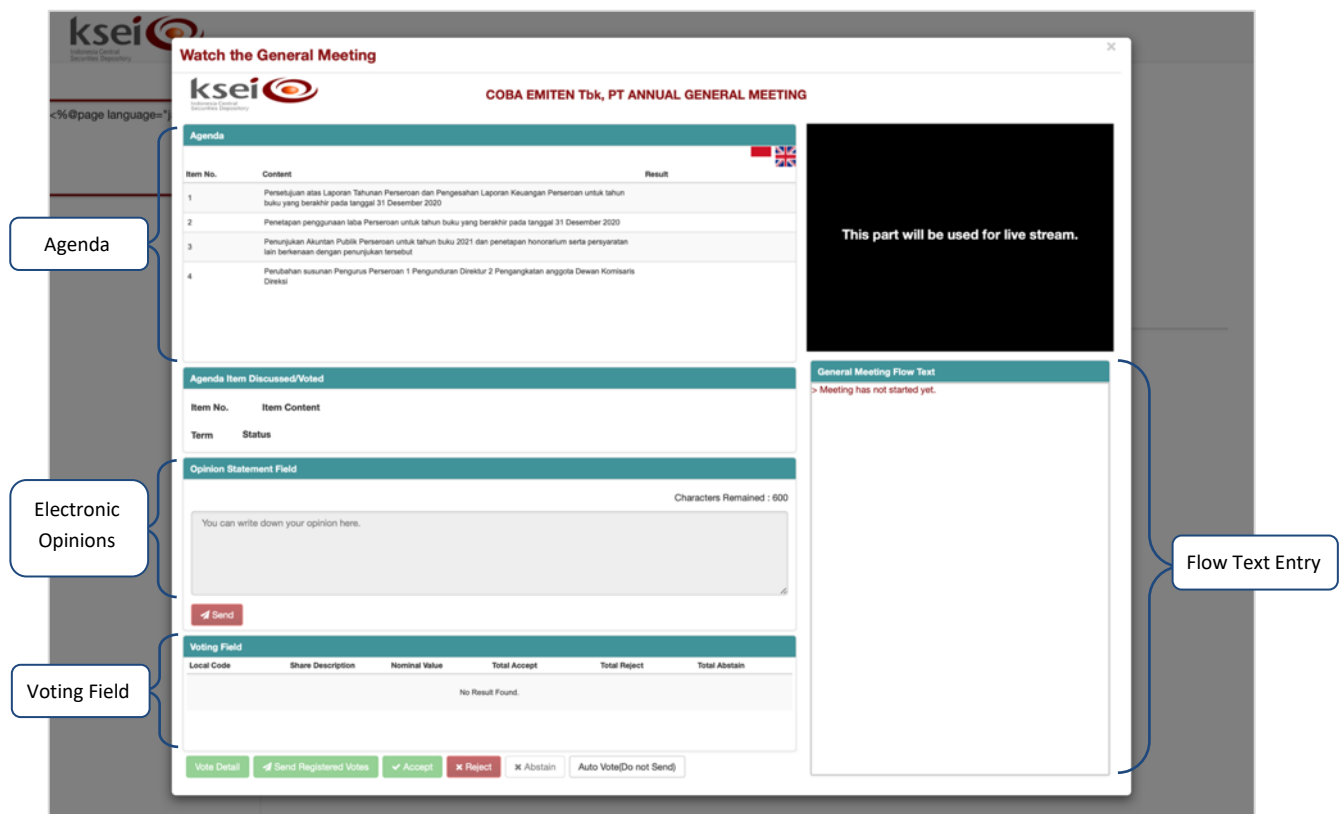 ksei
Indonesia Central
Securities Depository
<%@page language="j
Watch the General Meeting
×
ksei
Indonesia Central
Securities Depository
COBA EMITEN Tbk, PT ANNUAL GENERAL MEETING
Agenda
Item No. Content Result
1 Persetujuan atas Laporan Tahunan Perseroan dan Pengesahan Laporan Keuangan Perseroan untuk tahun
buku yang berakhir pada tanggal 31 Desember 2020
2 Penetapan penggunaan laba Perseroan untuk tahun buku yang berakhir pada tanggal 31 Desember 2020
3 Penunjukan Akuntan Publik Perseroan untuk tahun buku 2021 dan penetapan honorarium serta persyaratan
lain berkenaan dengan penunjukan tersebut
4 Perubahan susunan Pengurus Perseroan 1 Pengunduran Direktur 2 Pengangkatan anggota Dewan Komisaris
Direksi
Agenda
This part will be used for live stream.
Agenda Item Discussed/Voted
Item No. Item Content
Term Status
General Meeting Flow Text
> Meeting has not started yet.
Flow Text Entry
Opinion Statement Field
Characters Remained : 600
You can write down your opinion here.
Send
Electronic
Opinions
Voting Field
Local Code Share Description Nominal Value Total Accept Total Reject Total Abstain
No Result Found.
Voting Field
Vote Detail Send Registered Votes Accept Reject Abstain Auto Vote(Do not Send)